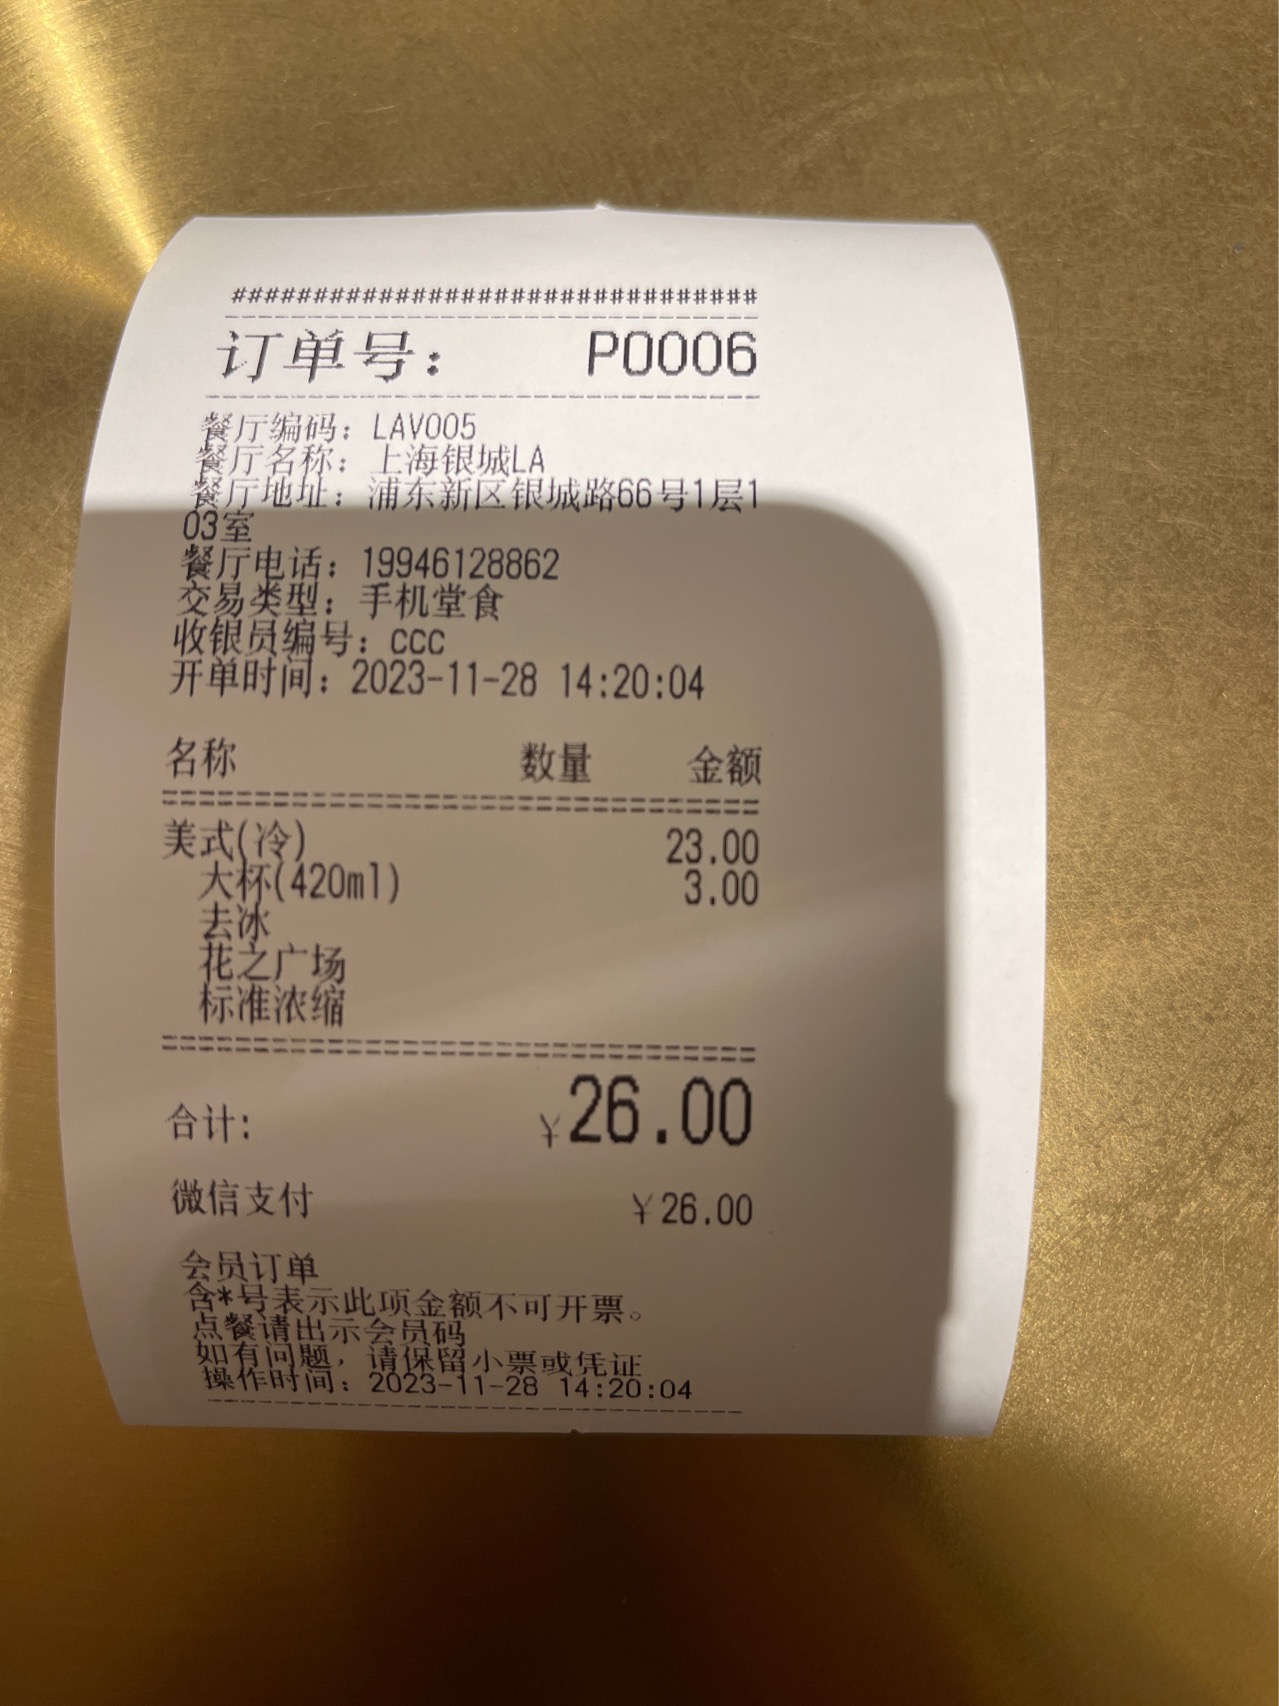 ################################
订单号： P0006
餐厅编码：LAV005
餐厅名称：上海银城LA
餐厅地址：浦东新区银城路66号1层1
03室
餐厅电话：19946128862
交易类型：手机堂食
收银员编号：ccc
开单时间：2023-11-28 14:20:04
名称 数量 金额
美式(冷) 23.00
大杯(420ml) 3.00
去冰
花之广场
标准浓缩
合计: ¥26.00
微信支付 ¥26.00
会员订单
含*号表示此项金额不可开票。
点餐请出示会员码
如有问题，请保留小票或凭证
操作时间：2023-11-28 14:20:04